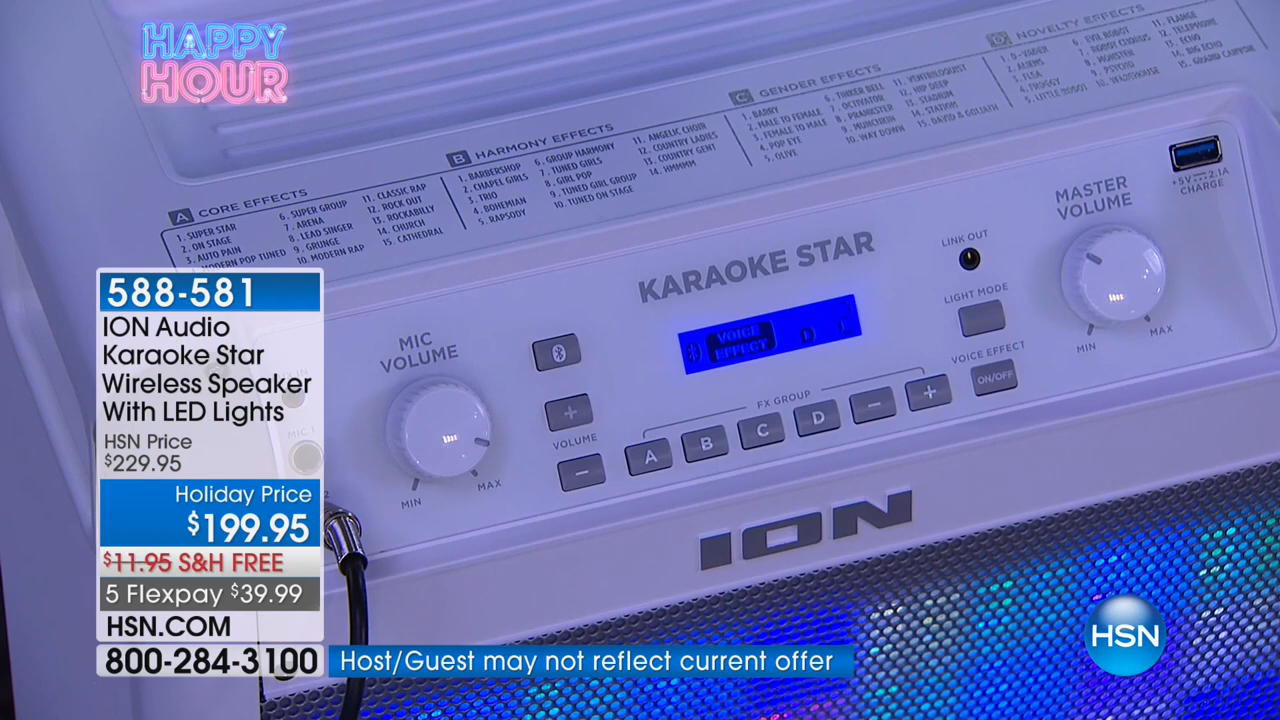 HAPPY
HOUR
A CORE EFFECTS
1. SUPER STAR
2. ON STAGE
3. AUTO PAIN
4. MODERN POP TUNED
6. SUPER GROUP
7. ARENA
8. LEAD SINGER
9. GRUNGE
10. MODERN RAP
11. CLASSIC RAP
12. ROCK OUT
13. ROCKABILLY
14. CHURCH
15. CATHEDRAL
B HARMONY EFFECTS
1. BARBERSHOP
2. CHAPEL GIRLS
3. TRIO
4. BOHEMIAN
5. RAPSODY
6. GROUP HARMONY
7. TUNED GIRLS
8. GIRL POP
9. TUNED GIRL GROUP
10. TUNED ON STAGE
11. ANGELIC CHOIR
12. COUNTRY LADIES
13. COUNTRY GENT
14. HMMMM
C GENDER EFFECTS
1. BARRY
2. MALE TO FEMALE
3. FEMALE TO MALE
4. POP EYE
5. OLIVE
6. TINKER BELL
7. OCTIVATOR
8. PRANKSTER
9. MUNCHKIN
10. WAY DOWN
11. VENTRILOQUIST
12. HIP DEEP
13. STADIUM
14. STATION
15. DAVID & GOLIATH
D NOVELTY EFFECTS
1. D-VADER
2. ALIENS
3. FLSA
4. FROGGY
5. LITTLE ROBOT
6. EVIL ROBOT
7. ROBOT CHORUS
8. MONSTER
9. PSYCHO
10. WAREHOUSE
11. FLANGE
12. TELEPHONE
13. ECHO
14. BIG ECHO
15. GRAND CANYON
+5V 2.1A
CHARGE
MASTER
VOLUME
MIN
MAX
LINK OUT
LIGHT MODE
VOICE EFFECT
ON/OFF
KARAOKE STAR
VOICE
EFFECT
D
MIC
VOLUME
MIN
MAX
+
VOLUME
−
FX GROUP
A B C D − +
MIC 1
2
ION
588-581
ION Audio
Karaoke Star
Wireless Speaker
With LED Lights
HSN Price
$229.95
Holiday Price
$199.95
$11.95 S&H FREE
5 Flexpay $39.99
HSN.COM
800-284-3100
Host/Guest may not reflect current offer
HSN